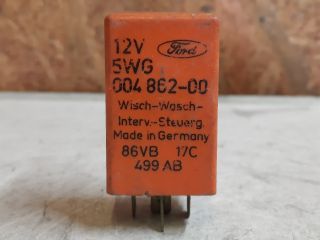 12V Ford
5WG
004 862-00
Wisch-Wasch-
Interv.-Steuerg.
Made in Germany
86VB 17C
499 AB